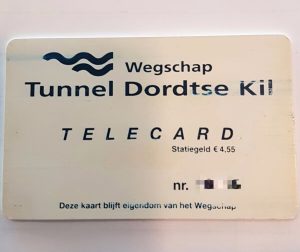 Wegschap
Tunnel Dordtse Kil
TELECARD
Statiegeld € 4,55
nr.
Deze kaart blijft eigendom van het Wegschap